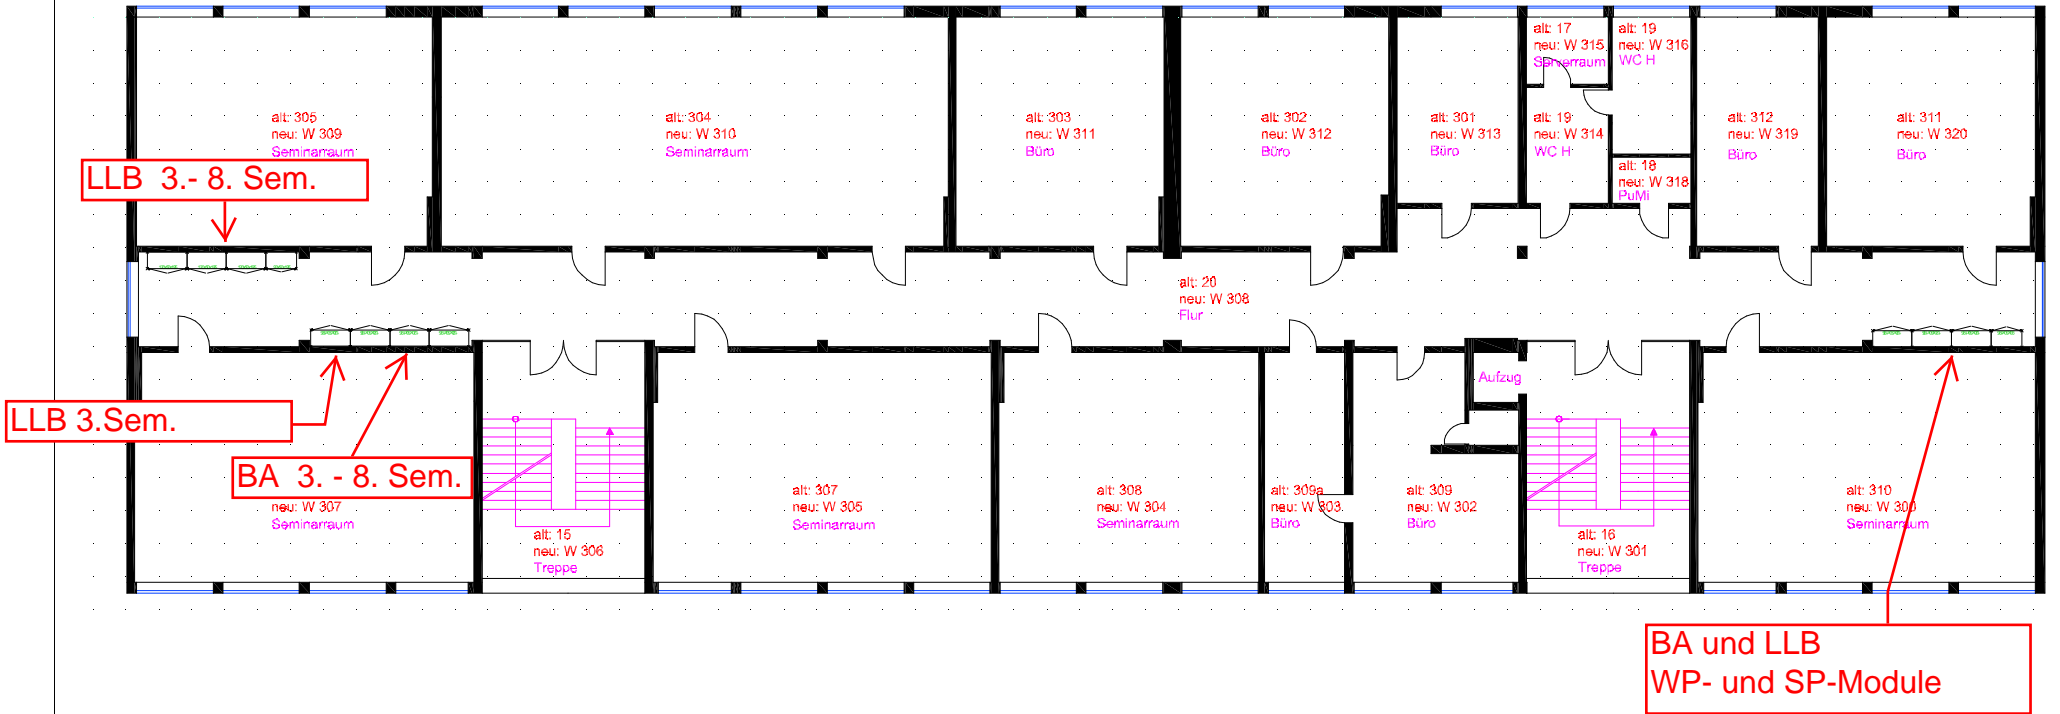 alt: 305
neu: W 309
Seminarraum
alt: 304
neu: W 310
Seminarraum
alt: 303
neu: W 311
Büro
alt: 302
neu: W 312
Büro
alt: 301
neu: W 313
Büro
alt: 17
neu: W 315
Serverraum
alt: 19
neu: W 316
WC H
alt: 19
neu: W 314
WC H
alt: 18
neu: W 318
PuMi
alt: 312
neu: W 319
Büro
alt: 311
neu: W 320
Büro
LLB 3.- 8. Sem.
alt: 20
neu: W 308
Flur
LLB 3.Sem.
BA 3. - 8. Sem.
neu: W 307
Seminarraum
alt: 15
neu: W 306
Treppe
alt: 307
neu: W 305
Seminarraum
alt: 308
neu: W 304
Seminarraum
alt: 309a
neu: W 303
Büro
alt: 309
neu: W 302
Büro
Aufzug
alt: 16
neu: W 301
Treppe
alt: 310
neu: W 300
Seminarraum
BA und LLB
WP- und SP-Module